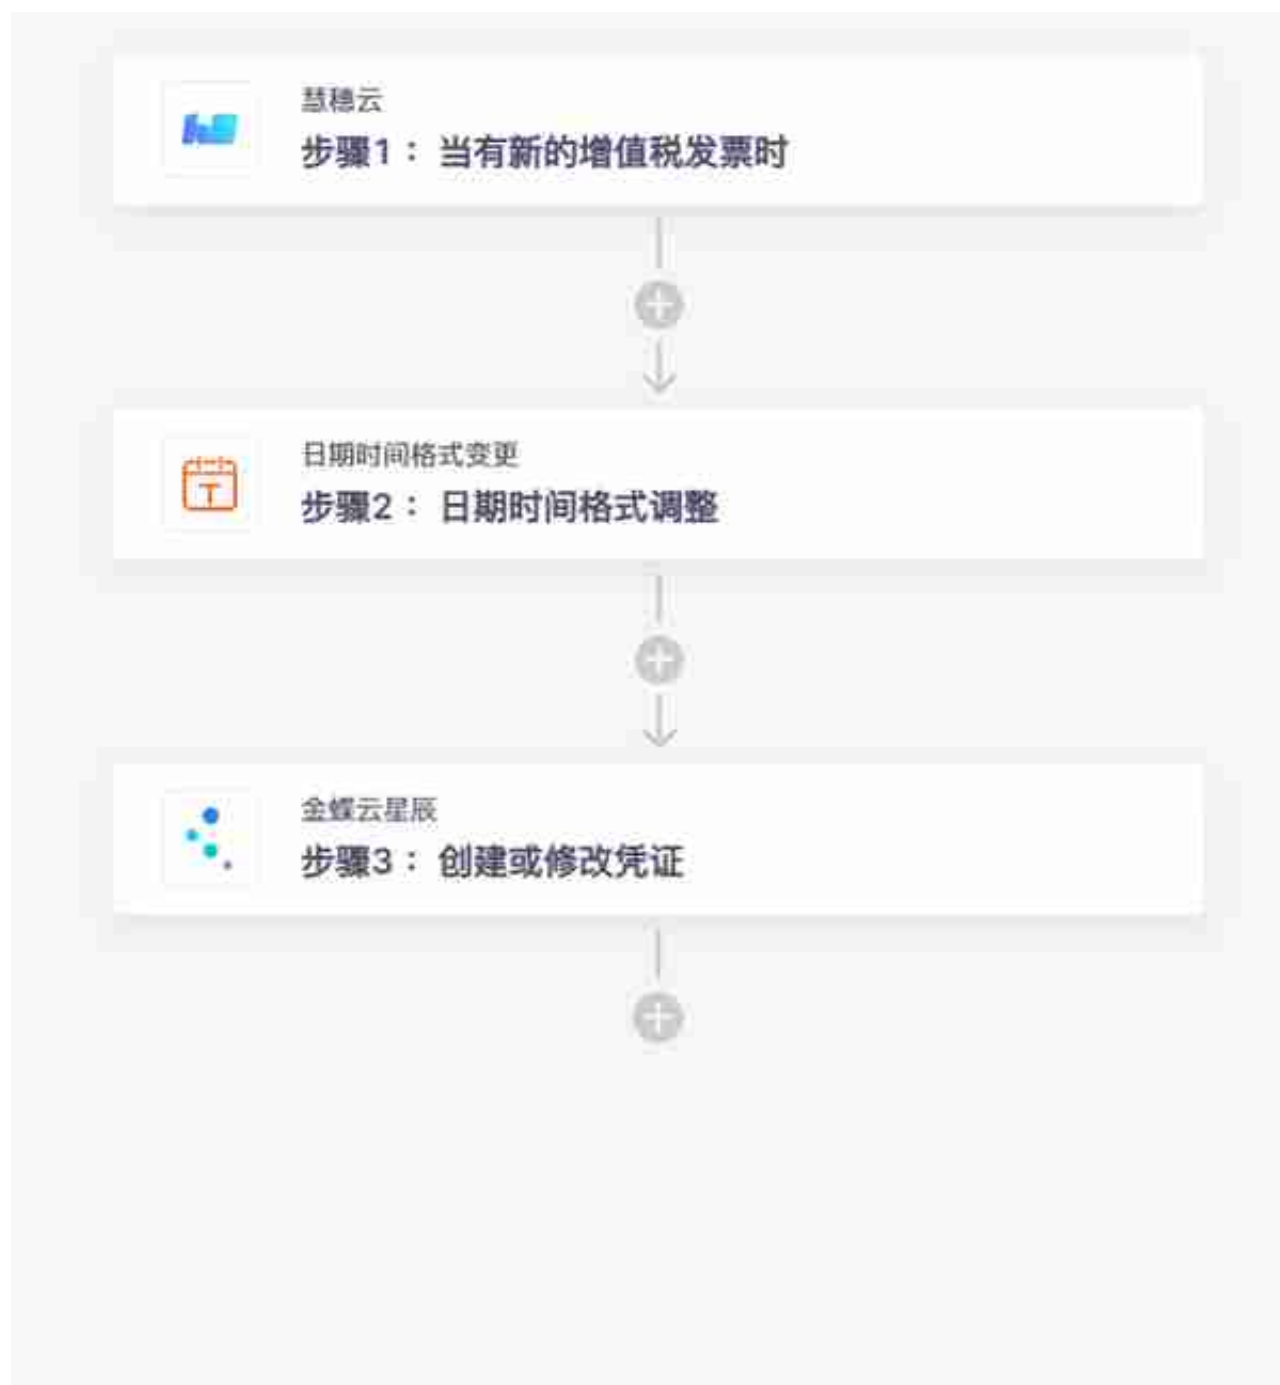 慧穗云
步骤1： 当有新的增值税发票时
日期时间格式变更
步骤2： 日期时间格式调整
金蝶云星辰
步骤3： 创建或修改凭证